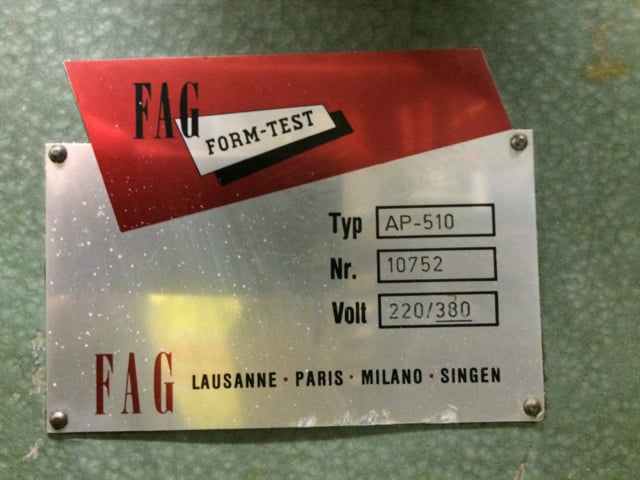 FAG
FORM-TEST
Typ AP-510
Nr. 10752
Volt 220/380
FAG LAUSANNE · PARIS · MILANO · SINGEN